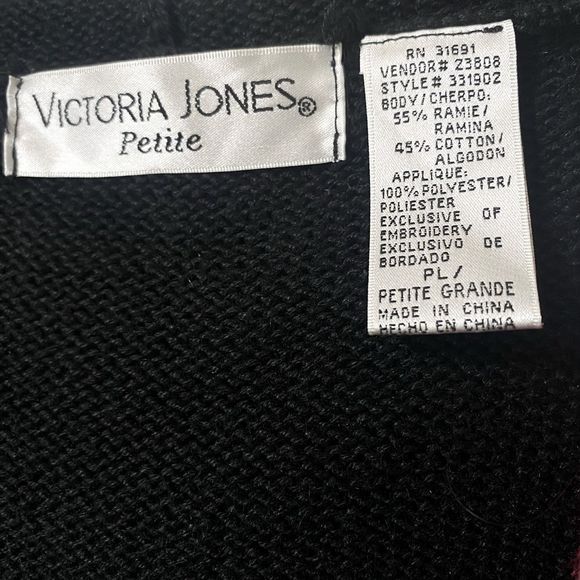 VICTORIA JONES®
Petite
RN 31691
VENDOR# Z3808
STYLE# 331902
BODY/CHERPO:
55% RAMIE/
RAMINA
45% COTTON/
ALGODON
APPLIQUE:
100%POLYESTER/
POLIESTER
EXCLUSIVE OF
EMBROIDERY
EXCLUSIVO DE
BORDADO
PL/
PETITE GRANDE
MADE IN CHINA
HECHO EN CHINA